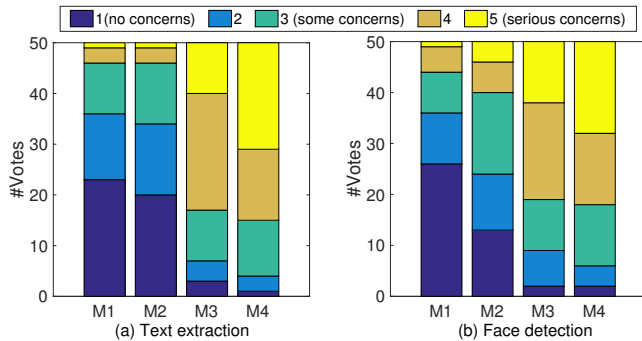 1(no concerns) 2 3 (some concerns) 4 5 (serious concerns)
50 50
40 40
30 30
#Votes #Votes
20 20
10 10
0 0
M1 M2 M3 M4 M1 M2 M3 M4
(a) Text extraction (b) Face detection